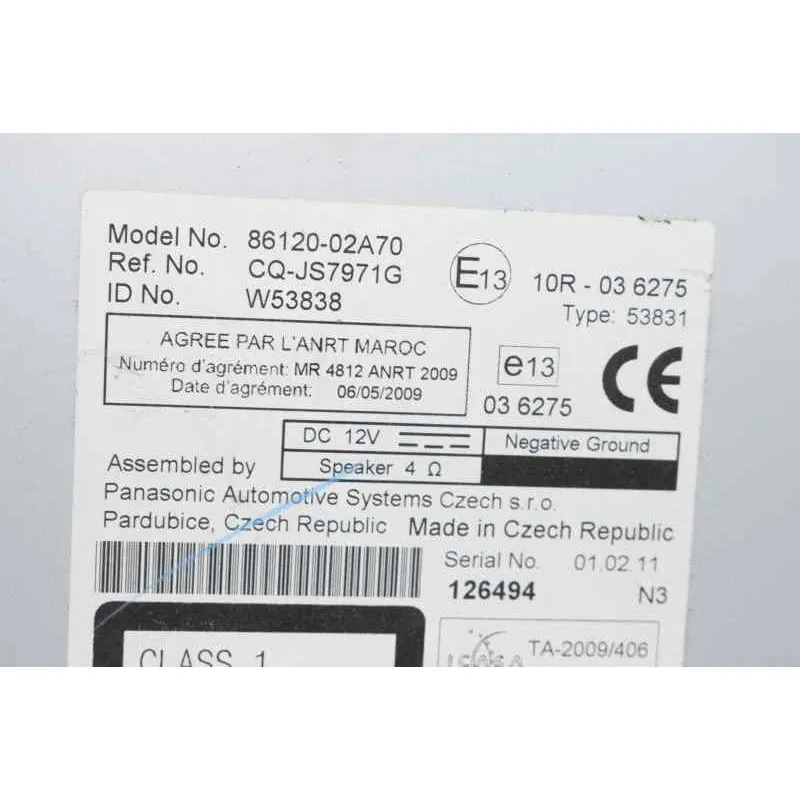 Model No. 86120-02A70
Ref. No. CQ-JS7971G
ID No. W53838
E13 10R - 03 6275
Type: 53831
AGREE PAR L'ANRT MAROC
Numéro d'agrément: MR 4812 ANRT 2009
Date d'agrément: 06/05/2009
e13
03 6275
CE
DC 12V
Negative Ground
Speaker 4 Ω
Assembled by
Panasonic Automotive Systems Czech s.r.o.
Pardubice, Czech Republic Made in Czech Republic
Serial No. 01.02.11
126494 N3
CLASS 1
ICASA TA-2009/406